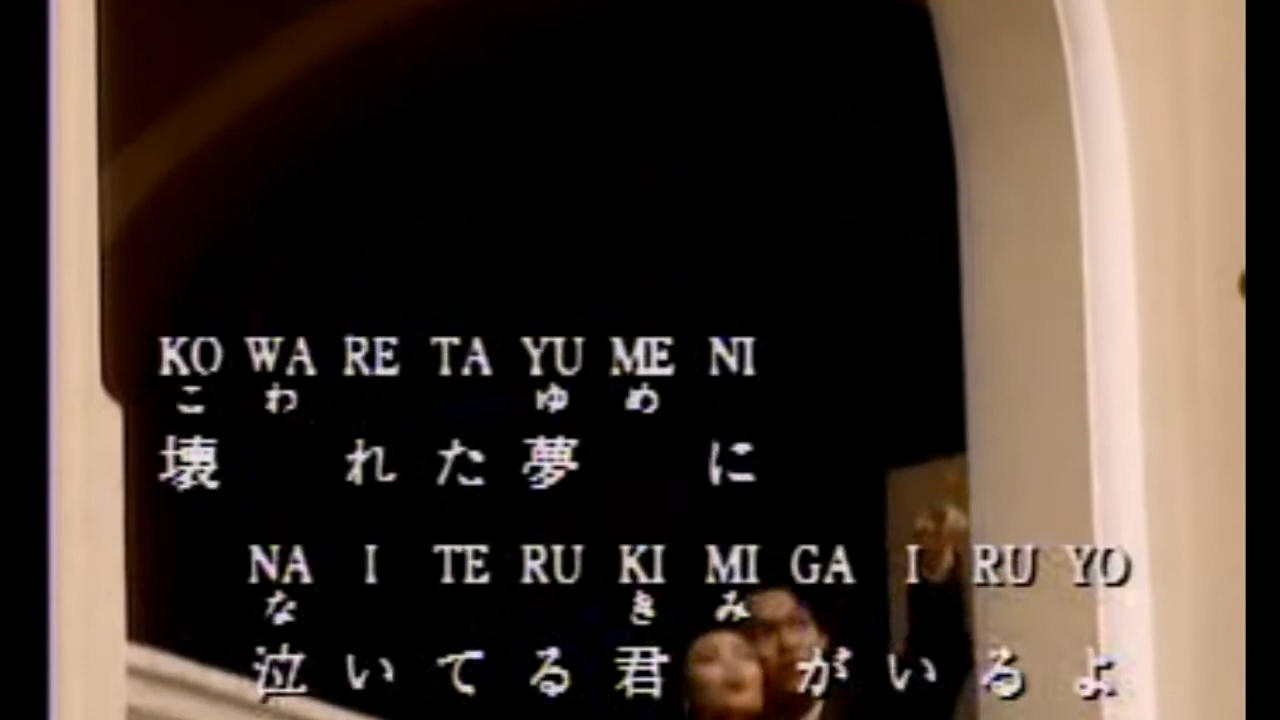 KO WA RE TA YU ME NI
こ わ ゆ め
壊 れ た 夢 に
NA I TE RU KI MI GA I RU YO
な き み
泣 い て る 君 が い る よ